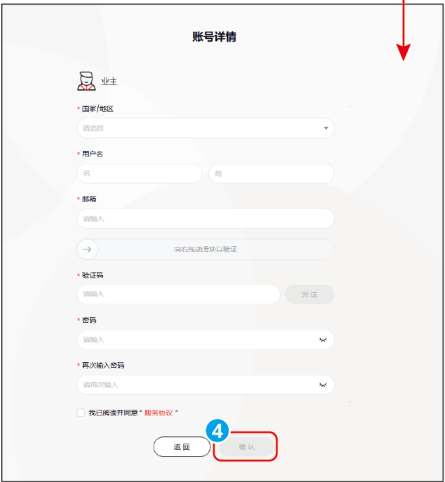 账号详情
业主
* 国家/地区
请选择
* 用户名
名 姓
* 邮箱
请输入
向右拖动滑块以验证
* 验证码
请输入 发送
* 密码
请输入
* 再次输入密码
请再次输入
我已阅读并同意 " 服务协议 "
4
返回 确认